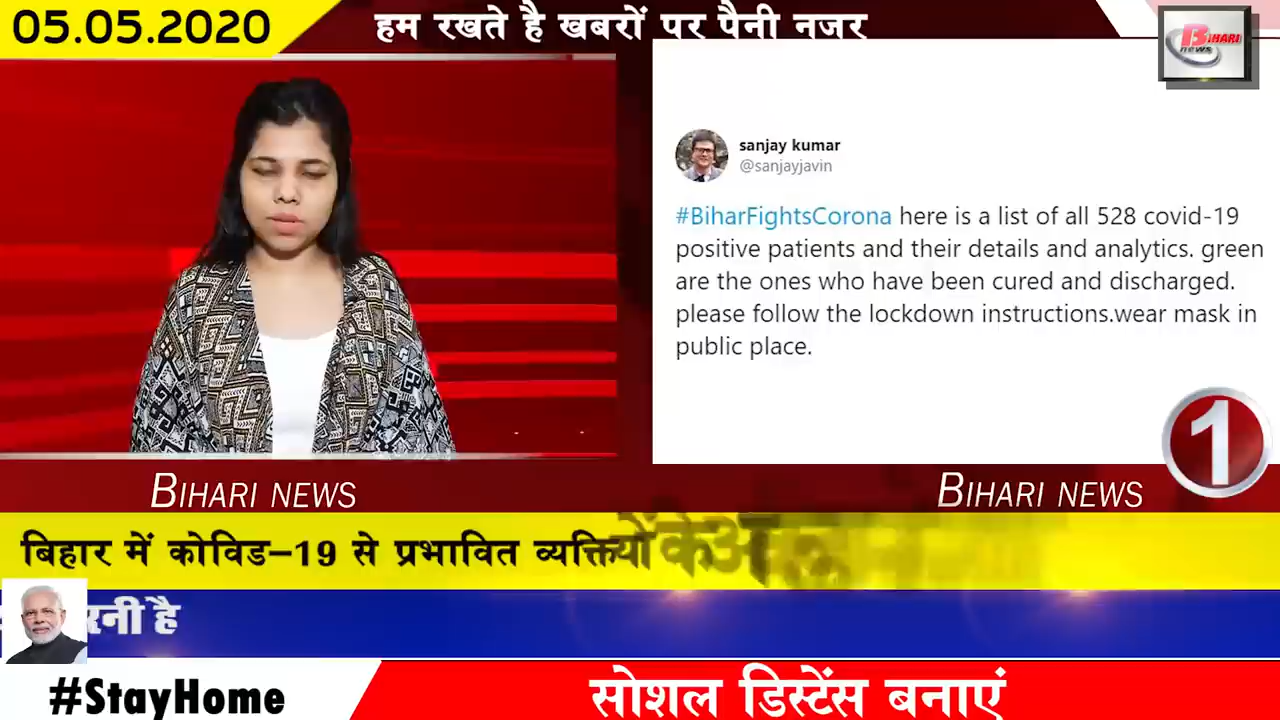 05.05.2020
हम रखते है खबरों पर पैनी नजर
BIHARI
news
sanjay kumar
@sanjayjavin
#BiharFightsCorona here is a list of all 528 covid-19
positive patients and their details and analytics. green
are the ones who have been cured and discharged.
please follow the lockdown instructions.wear mask in
public place.
1
BIHARI NEWS
BIHARI NEWS
बिहार में कोविड-19 से प्रभावित व्यक्तियों के
रनी है
#StayHome
सोशल डिस्टेंस बनाएं